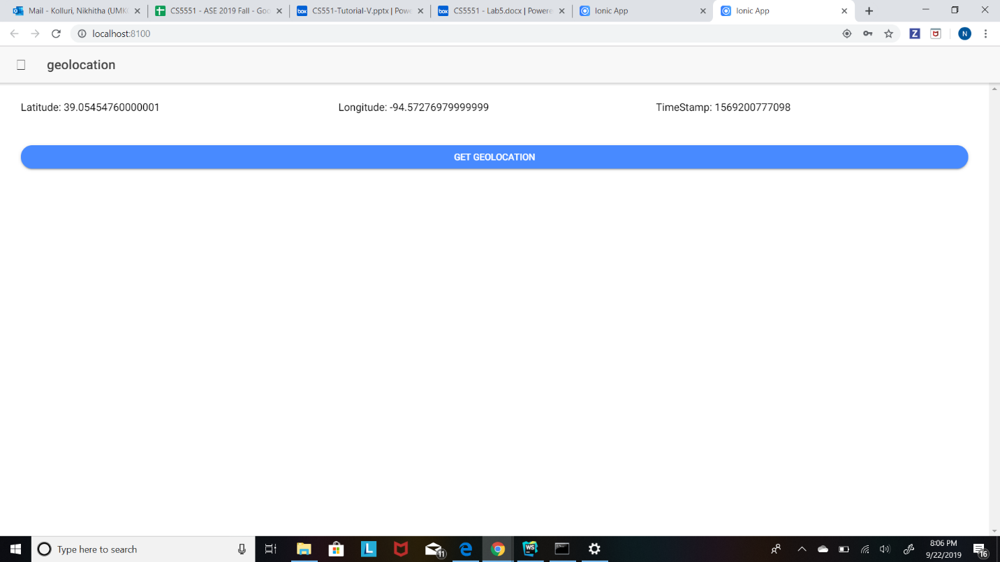 Mail - Kolluri, Nikhitha (UMK
CS5551 - ASE 2019 Fall - Goo
CS551-Tutorial-V.pptx | Powe
CS5551 - Lab5.docx | Powere
Ionic App
Ionic App
localhost:8100
Z
N
geolocation
Latitude: 39.05454760000001
Longitude: -94.57276979999999
TimeStamp: 1569200777098
GET GEOLOCATION
Type here to search
L
11
WS
8:06 PM
9/22/2019
16